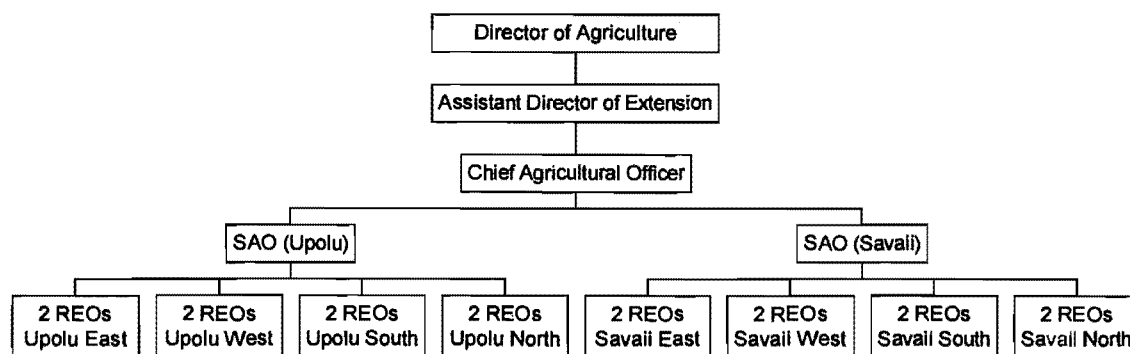 Director of Agriculture
Assistant Director of Extension
Chief Agricultural Officer
SAO (Upolu)
SAO (Savaii)
2 REOs
Upolu East
2 REOs
Upolu West
2 REOs
Upolu South
2 REOs
Upolu North
2 REOs
Savaii East
2 REOs
Savaii West
2 REOs
Savaii South
2 REOs
Savaii North